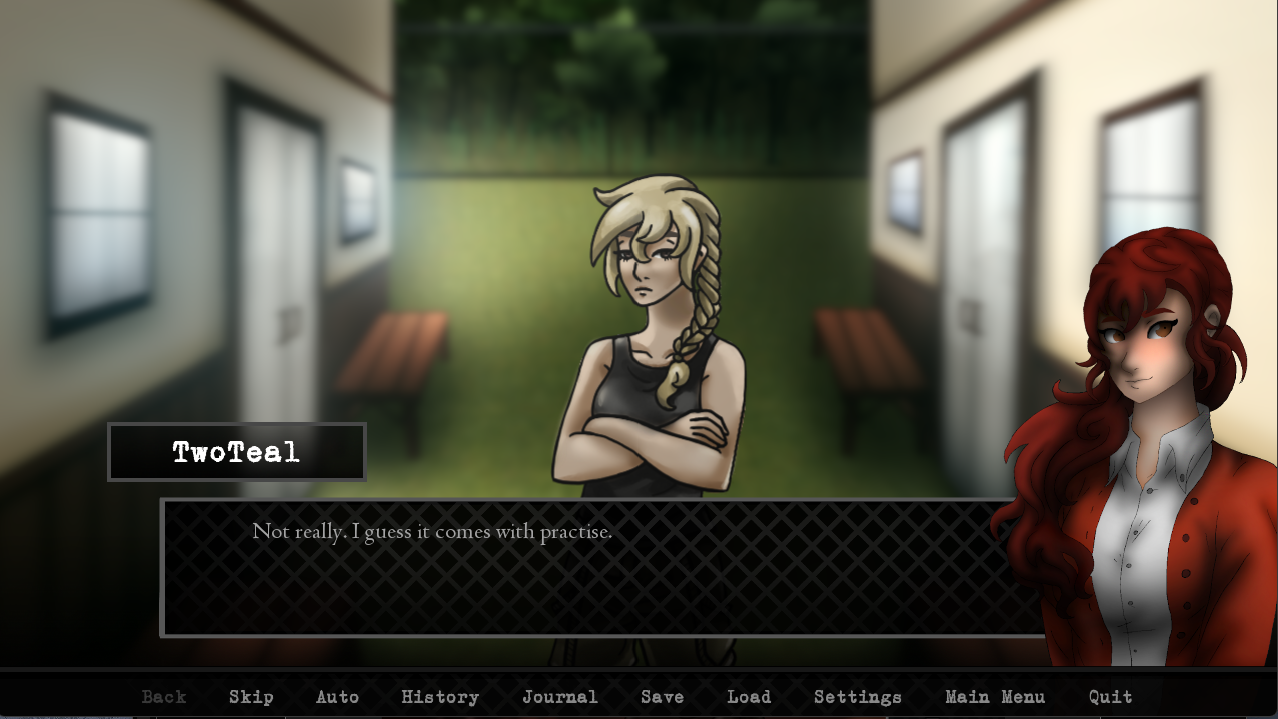 TwoTeal
Not really. I guess it comes with practise.
Back Skip Auto History Journal Save Load Settings Main Menu Quit